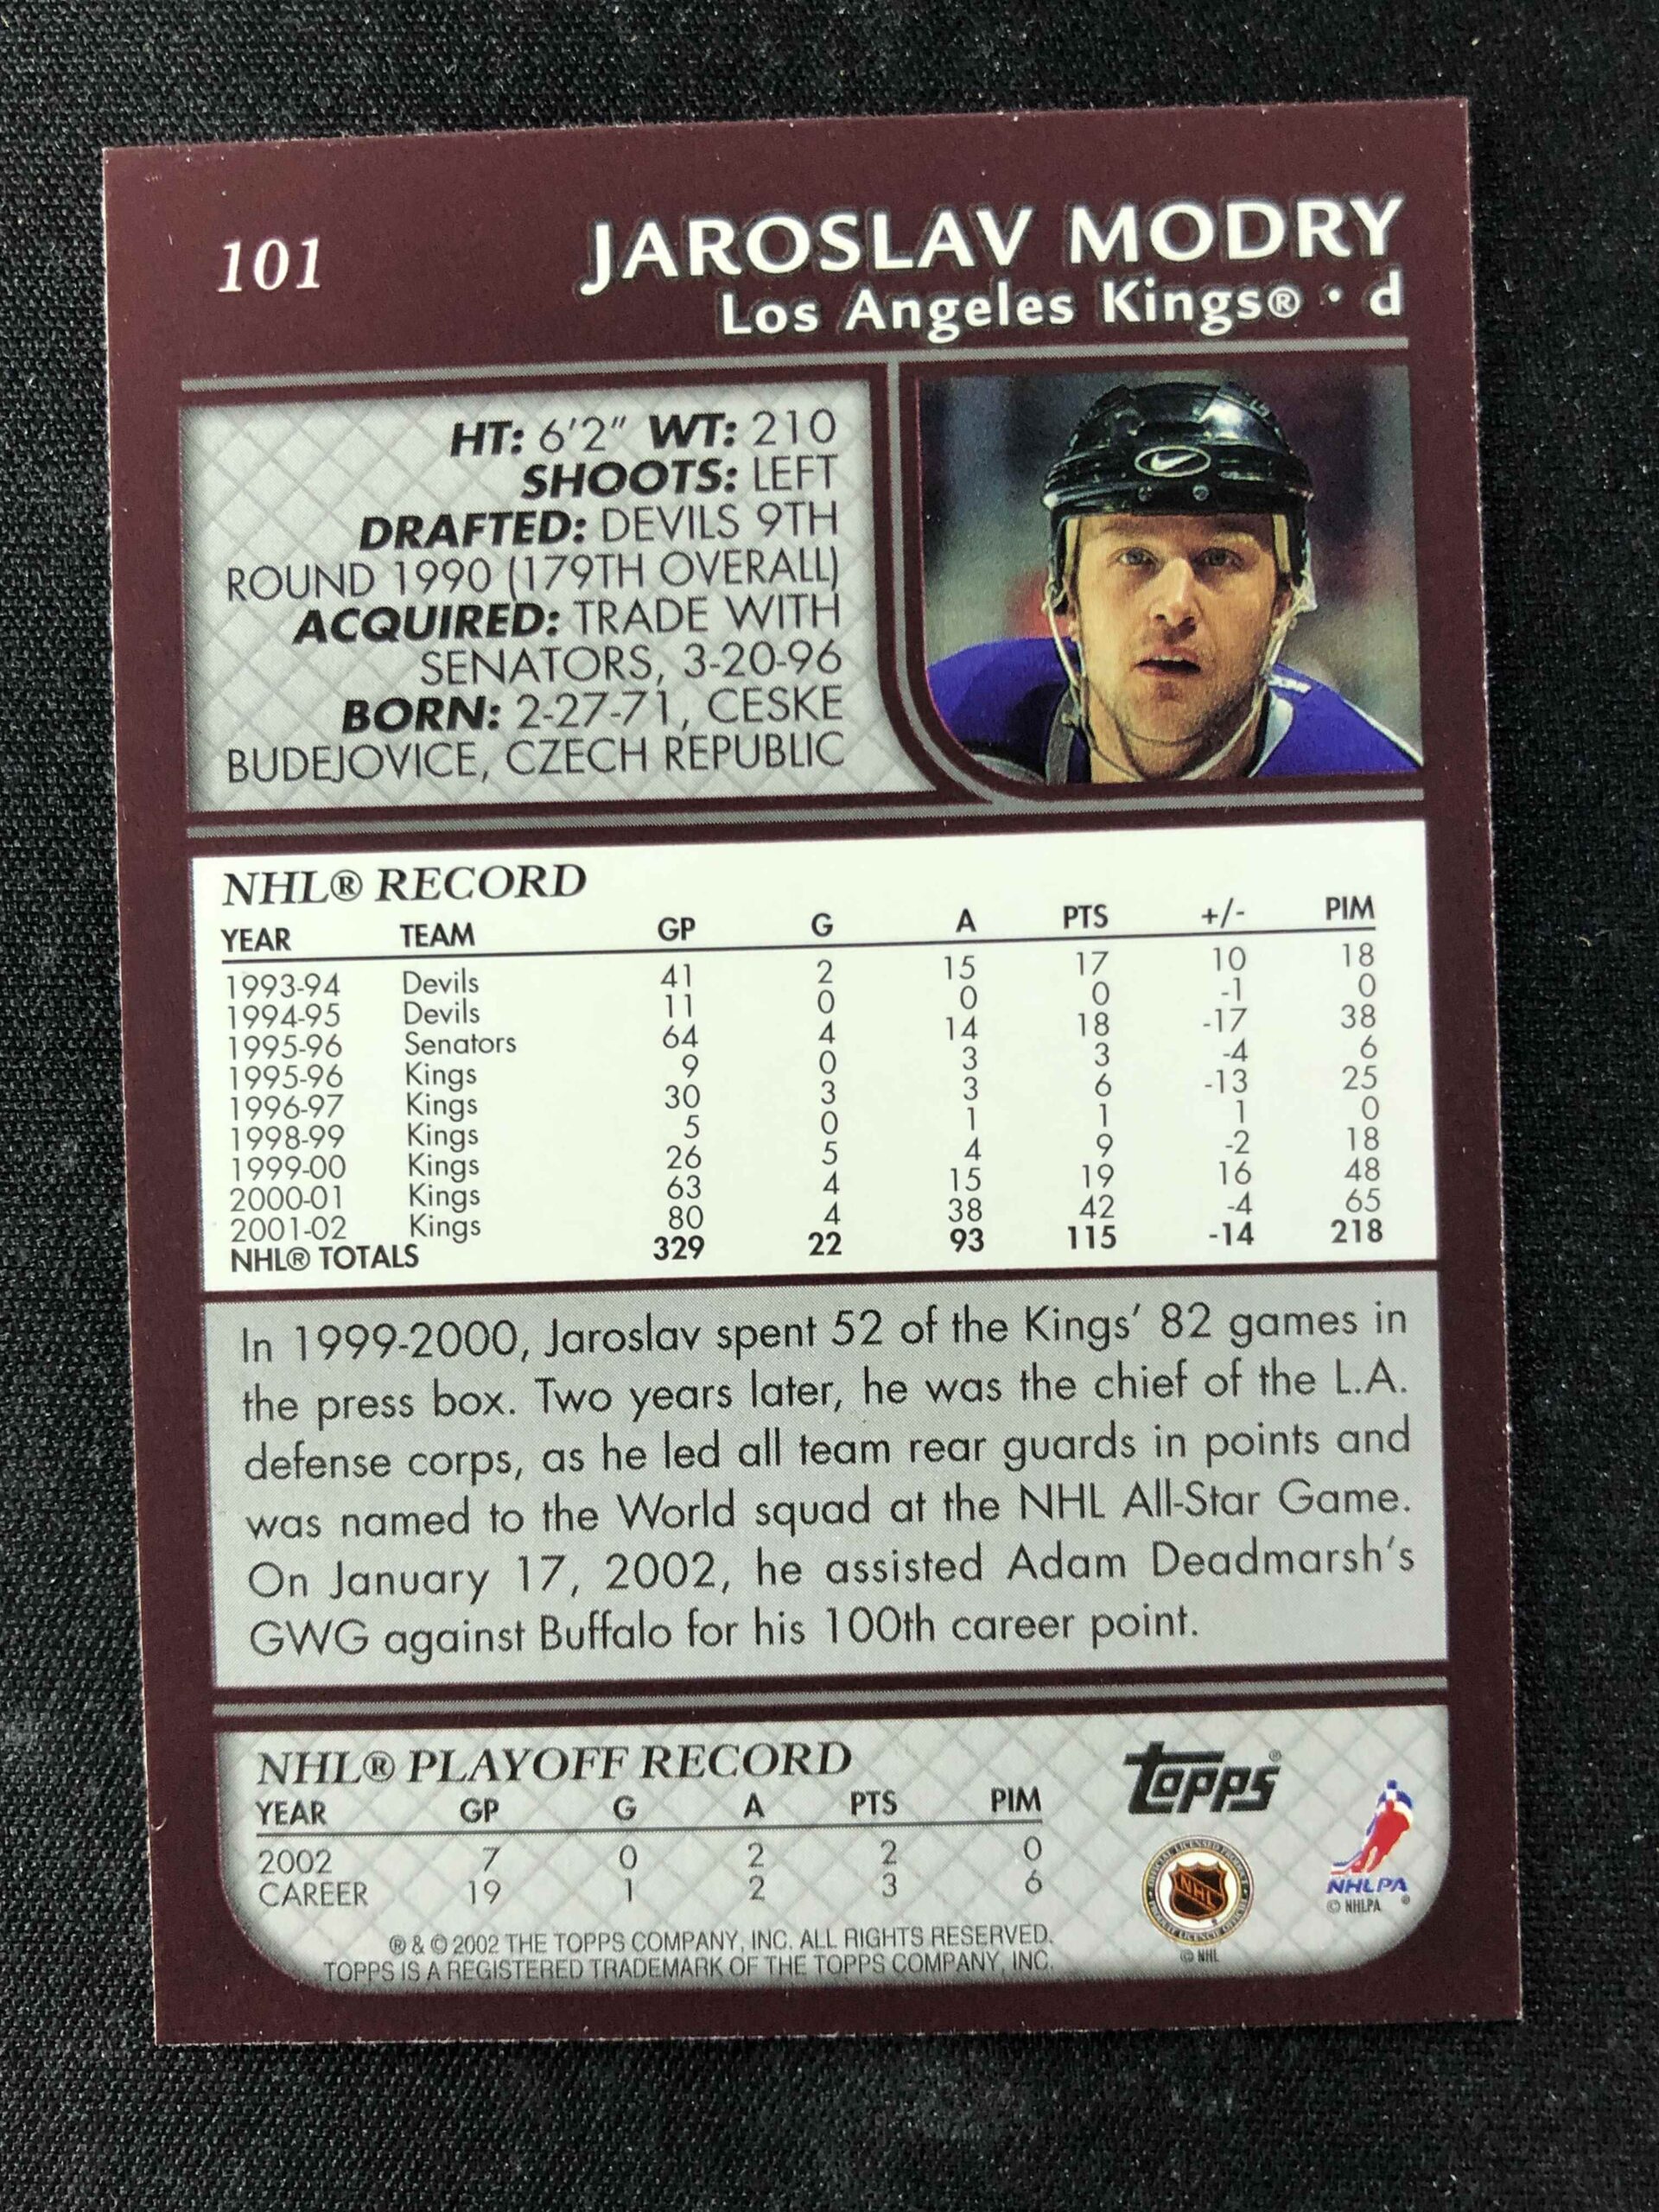 101
JAROSLAV MODRY
Los Angeles Kings® · d
HT: 6'2" WT: 210
SHOOTS: LEFT
DRAFTED: DEVILS 9TH
ROUND 1990 (179TH OVERALL)
ACQUIRED: TRADE WITH
SENATORS, 3-20-96
BORN: 2-27-71, CESKE
BUDEJOVICE, CZECH REPUBLIC
NHL® RECORD
YEAR TEAM GP G A PTS +/- PIM
1993-94 Devils 41 2 15 17 10 18
1994-95 Devils 11 0 0 0 -1 0
1995-96 Senators 64 4 14 18 -17 38
1995-96 Kings 9 0 3 3 -4 6
1996-97 Kings 30 3 3 6 -13 25
1998-99 Kings 5 0 1 1 1 0
1999-00 Kings 26 5 4 9 -2 18
2000-01 Kings 63 4 15 19 16 48
2001-02 Kings 80 4 38 42 -4 65
NHL® TOTALS 329 22 93 115 -14 218
In 1999-2000, Jaroslav spent 52 of the Kings' 82 games in
the press box. Two years later, he was the chief of the L.A.
defense corps, as he led all team rear guards in points and
was named to the World squad at the NHL All-Star Game.
On January 17, 2002, he assisted Adam Deadmarsh's
GWG against Buffalo for his 100th career point.
NHL® PLAYOFF RECORD
YEAR GP G A PTS PIM
2002 7 0 2 2 0
CAREER 19 1 2 3 6
® & © 2002 THE TOPPS COMPANY, INC. ALL RIGHTS RESERVED.
TOPPS IS A REGISTERED TRADEMARK OF THE TOPPS COMPANY, INC.
Topps®
NHL
© NHL
NHLPA®
© NHLPA